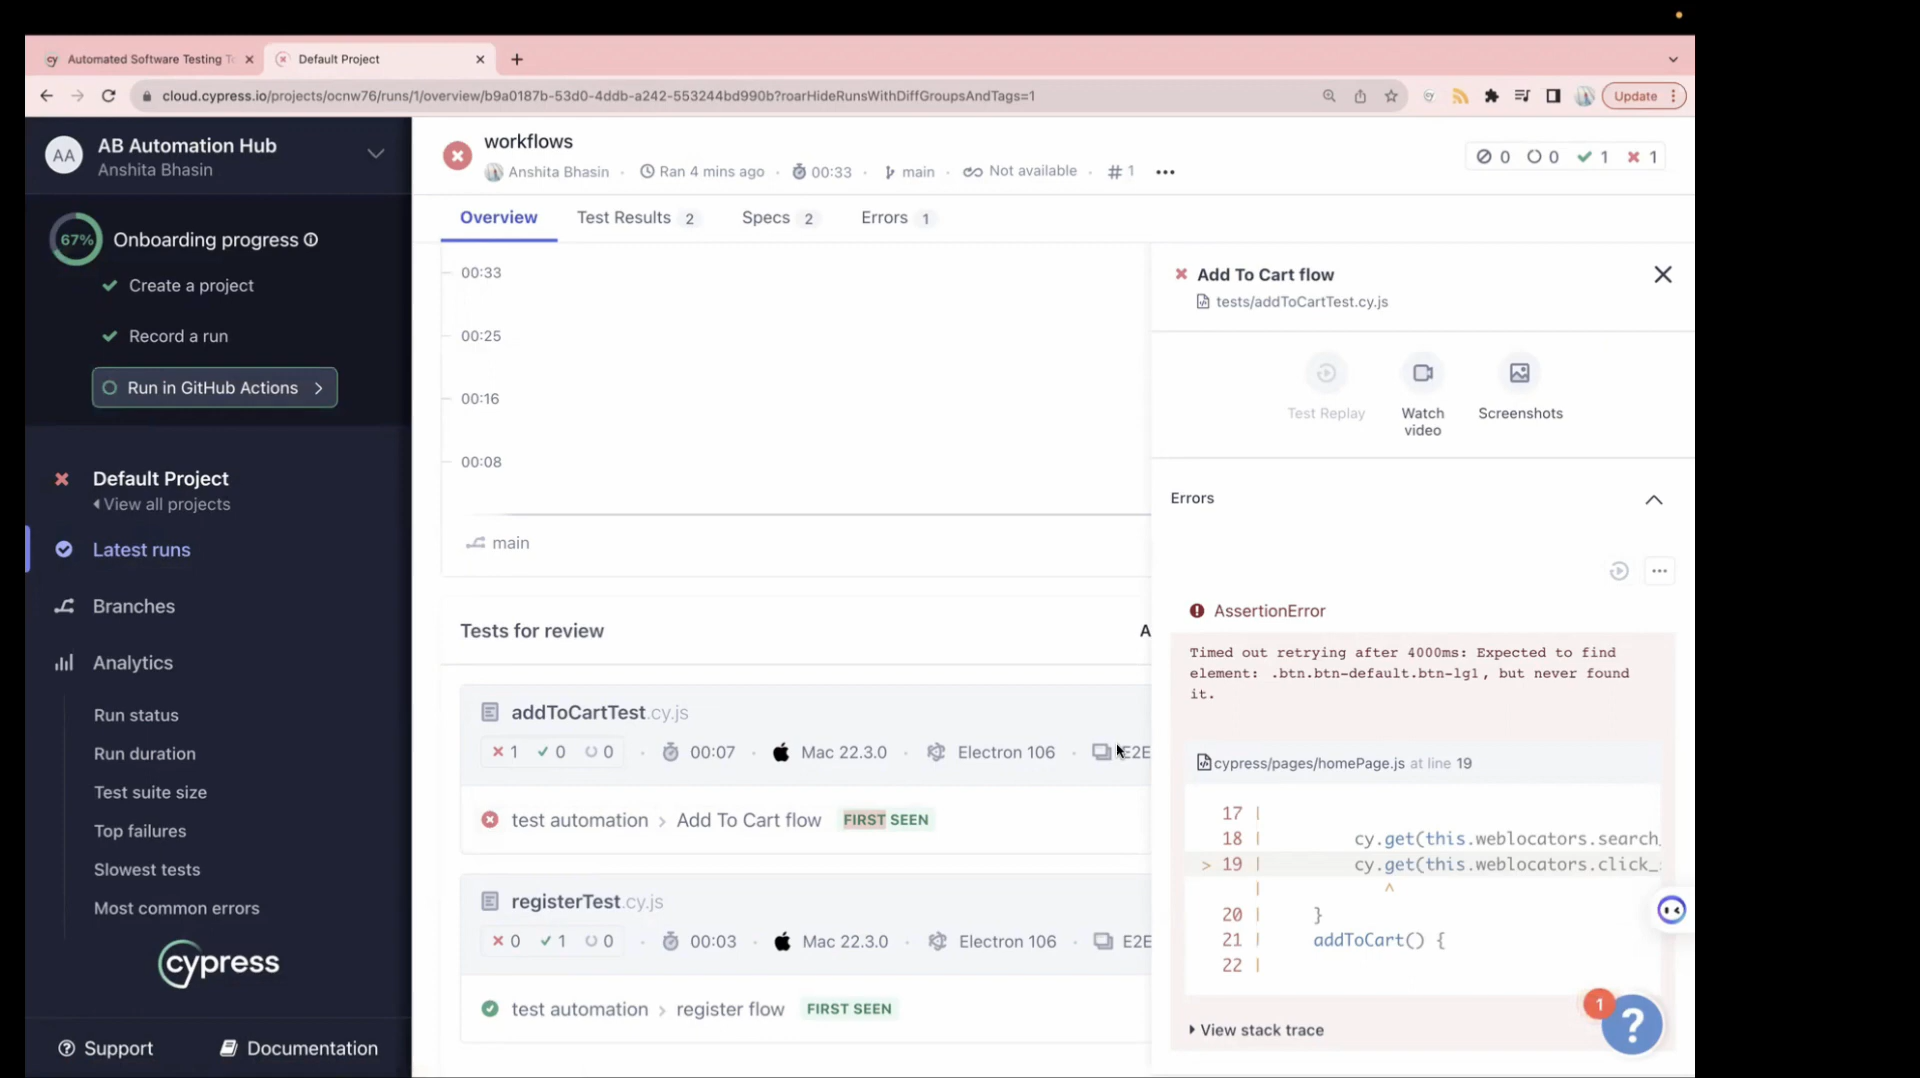 Automated Software Testing T
Default Project
cloud.cypress.io/projects/ocnw76/runs/1/overview/b9a0187b-53d0-4ddb-a242-553244bd990b?roarHideRunsWithDiffGroupsAndTags=1
Update
AA
AB Automation Hub
Anshita Bhasin
67%
Onboarding progress
Create a project
Record a run
Run in GitHub Actions
Default Project
View all projects
Latest runs
Branches
Analytics
Run status
Run duration
Test suite size
Top failures
Slowest tests
Most common errors
cypress
Support
Documentation
workflows
Anshita Bhasin · Ran 4 mins ago · 00:33 · main · Not available · # 1
0 0 1 1
Overview
Test Results 2
Specs 2
Errors 1
00:33
00:25
00:16
00:08
main
Tests for review
A
addToCartTest.cy.js
1 0 0 · 00:07 · Mac 22.3.0 · Electron 106 · E2E
test automation > Add To Cart flow FIRST SEEN
registerTest.cy.js
0 1 0 · 00:03 · Mac 22.3.0 · Electron 106 · E2E
test automation > register flow FIRST SEEN
Add To Cart flow
tests/addToCartTest.cy.js
Test Replay
Watch video
Screenshots
Errors
AssertionError
Timed out retrying after 4000ms: Expected to find
element: .btn.btn-default.btn-lg1, but never found
it.
cypress/pages/homePage.js at line 19
17 |
18 | cy.get(this.weblocators.search_
> 19 | cy.get(this.weblocators.click_
| ^
20 | }
21 | addToCart() {
22 |
View stack trace
1
?